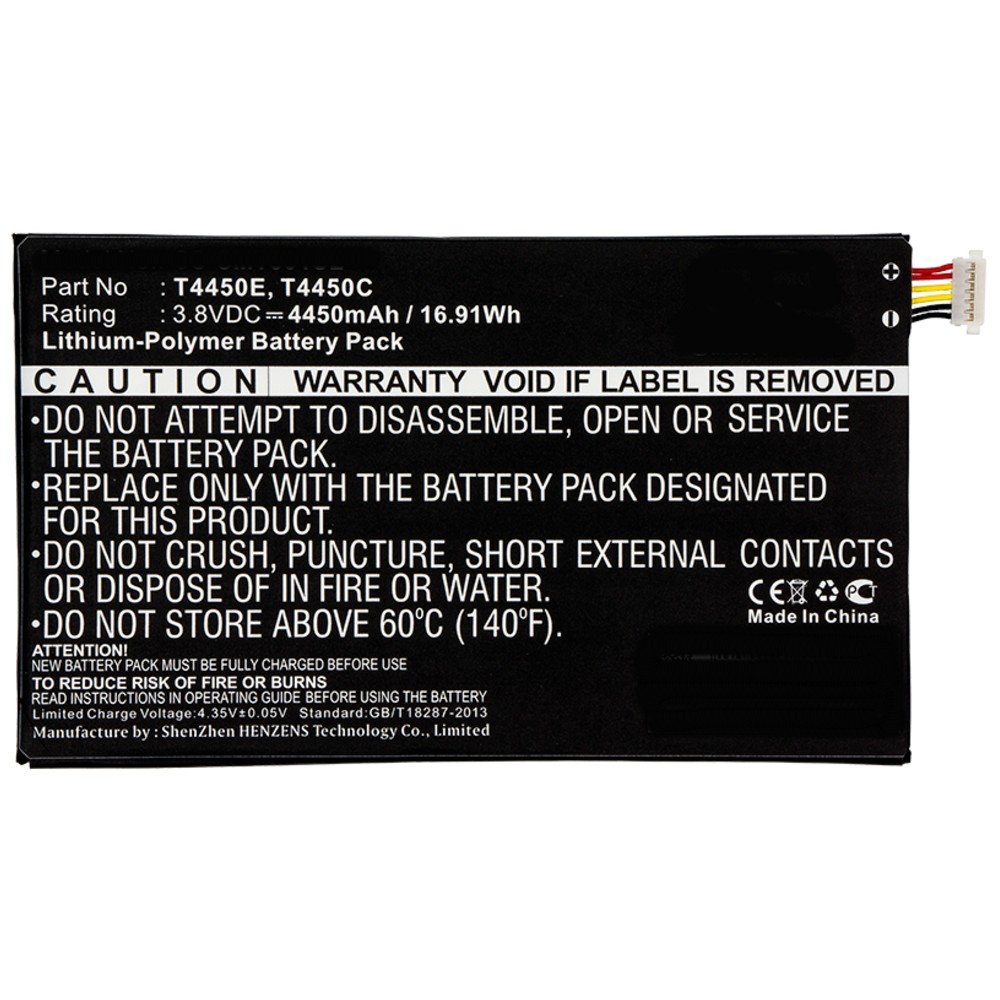 Part No : T4450E, T4450C
Rating : 3.8VDC⎓4450mAh / 16.91Wh
Lithium-Polymer Battery Pack
CAUTION WARRANTY VOID IF LABEL IS REMOVED
•DO NOT ATTEMPT TO DISASSEMBLE, OPEN OR SERVICE
THE BATTERY PACK.
•REPLACE ONLY WITH THE BATTERY PACK DESIGNATED
FOR THIS PRODUCT.
•DO NOT CRUSH, PUNCTURE, SHORT EXTERNAL CONTACTS
OR DISPOSE OF IN FIRE OR WATER.
•DO NOT STORE ABOVE 60°C (140°F).
CE PCT
Made In China
ATTENTION!
NEW BATTERY PACK MUST BE FULLY CHARGED BEFORE USE
TO REDUCE RISK OF FIRE OR BURNS
READ INSTRUCTIONS IN OPERATING GUIDE BEFORE USING THE BATTERY
Limited Charge Voltage:4.35V±0.05V Standard:GB/T18287-2013
Manufacture by : ShenZhen HENZENS Technology Co., Limited